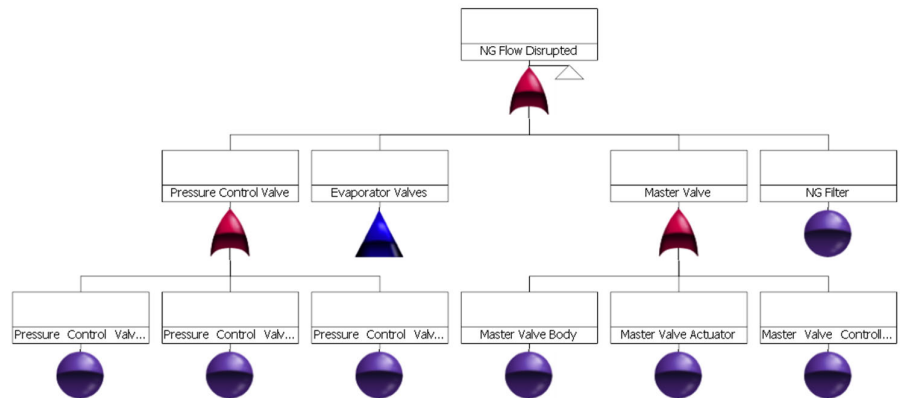 NG Flow Disrupted
Pressure Control Valve
Evaporator Valves
Master Valve
NG Filter
Pressure Control Valv...
Pressure Control Valv...
Pressure Control Valv...
Master Valve Body
Master Valve Actuator
Master Valve Controll...